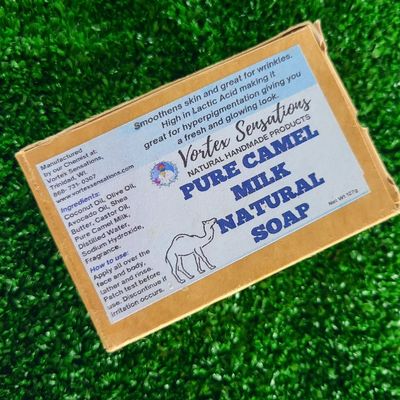 Smoothens skin and great for wrinkles.
High in Lactic Acid making it
great for hyperpigmentation giving you
a fresh and glowing look.
Vortex Sensations
NATURAL HANDMADE PRODUCTS
PURE CAMEL
MILK
NATURAL
SOAP
Net Wt 127g
Manufactured
by our Chemist at:
Vortex Sensations,
Trinidad, WI.
868-731-0307
www.vortexsensations.com
Ingredients:
Coconut Oil, Olive Oil,
Avocado Oil, Shea
Butter, Castor Oil,
Pure Camel Milk,
Distilled Water,
Sodium Hydroxide,
Fragrance.
How to use:
Apply all over the
face and body,
lather and rinse.
Patch test before
use. Discontinue if
irritation occurs.